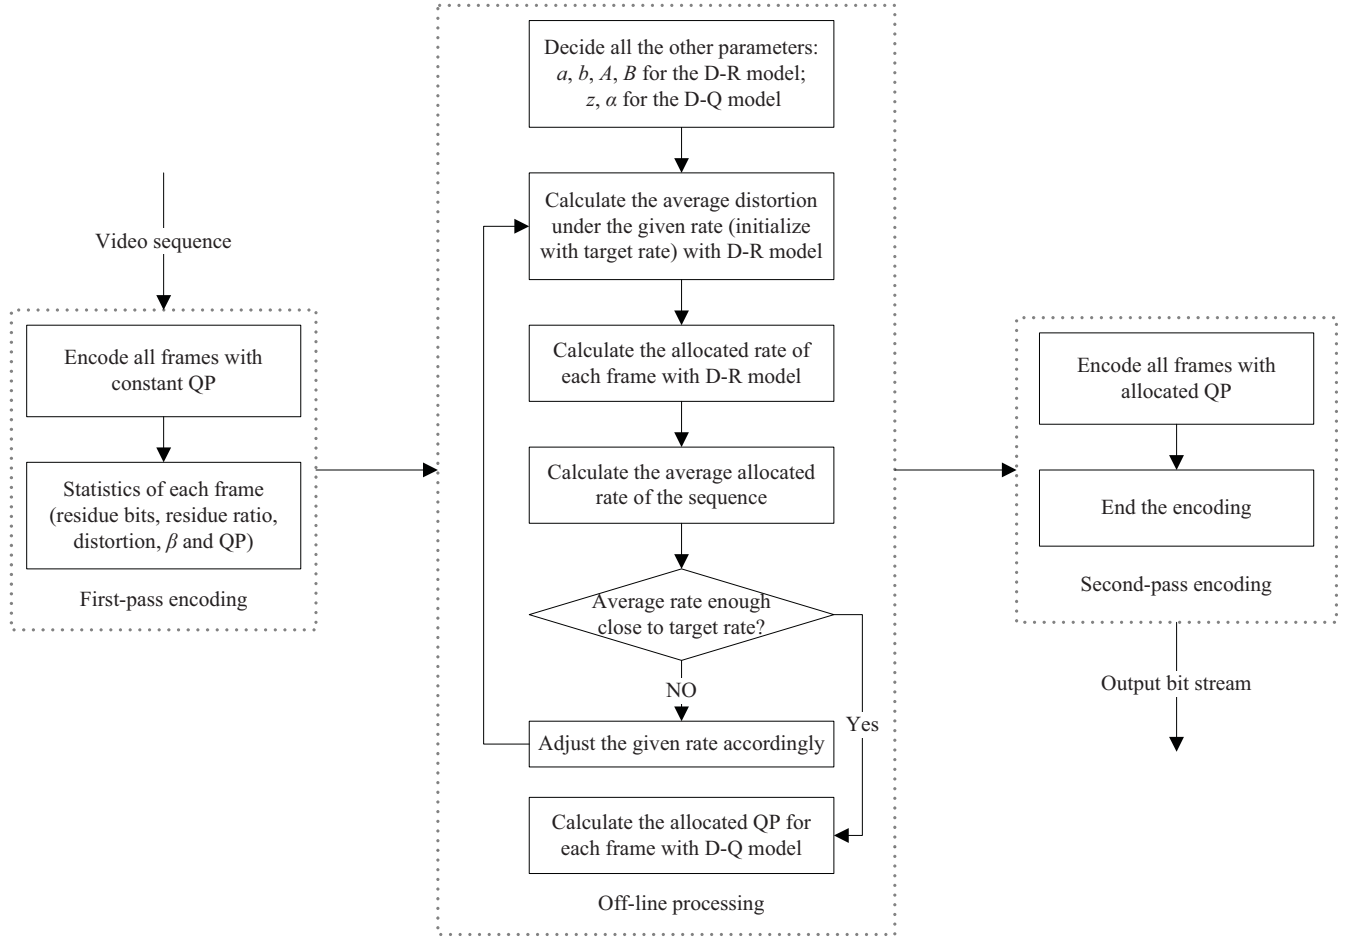 Video sequence
Encode all frames with
constant QP
Statistics of each frame
(residue bits, residue ratio,
distortion, β and QP)
First-pass encoding
Decide all the other parameters:
a, b, A, B for the D-R model;
z, α for the D-Q model
Calculate the average distortion
under the given rate (initialize
with target rate) with D-R model
Calculate the allocated rate of
each frame with D-R model
Calculate the average allocated
rate of the sequence
Average rate enough
close to target rate?
NO
Yes
Adjust the given rate accordingly
Calculate the allocated QP for
each frame with D-Q model
Off-line processing
Encode all frames with
allocated QP
End the encoding
Second-pass encoding
Output bit stream